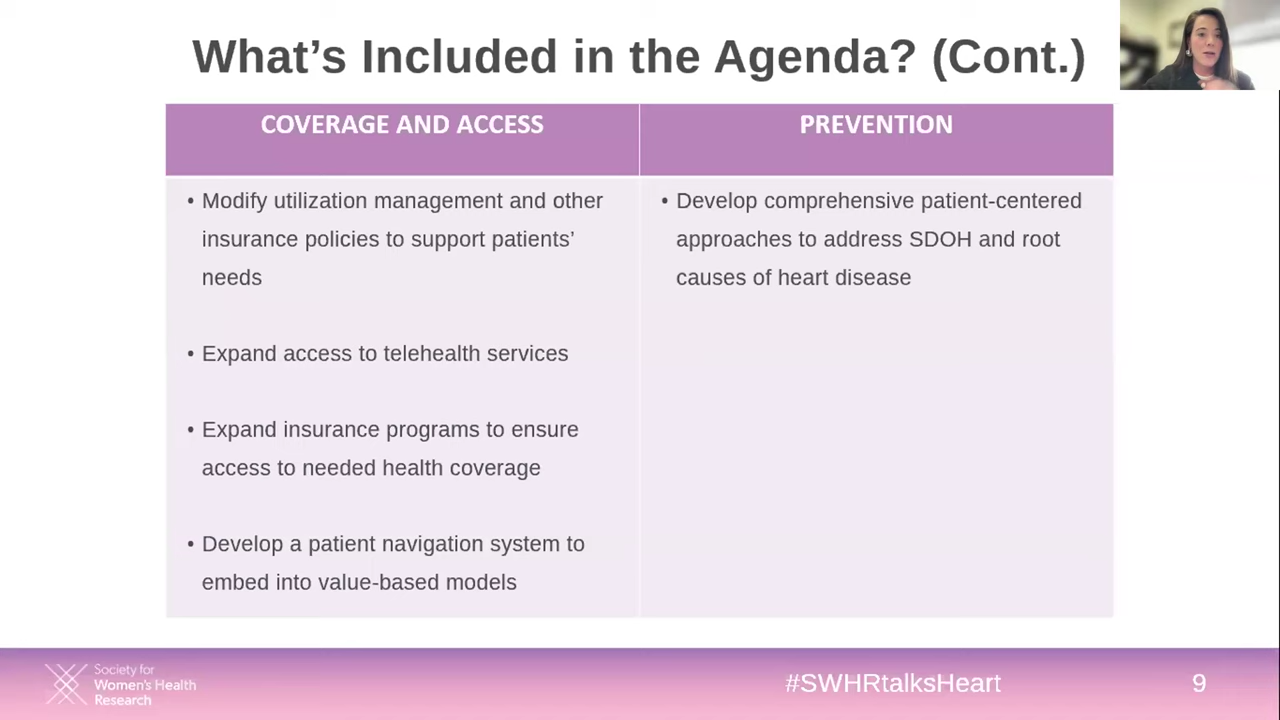 What’s Included in the Agenda? (Cont.)
COVERAGE AND ACCESS
• Modify utilization management and other
insurance policies to support patients’
needs
• Expand access to telehealth services
• Expand insurance programs to ensure
access to needed health coverage
• Develop a patient navigation system to
embed into value-based models
PREVENTION
• Develop comprehensive patient-centered
approaches to address SDOH and root
causes of heart disease
Society for
Women's Health
Research
#SWHRtalksHeart
9